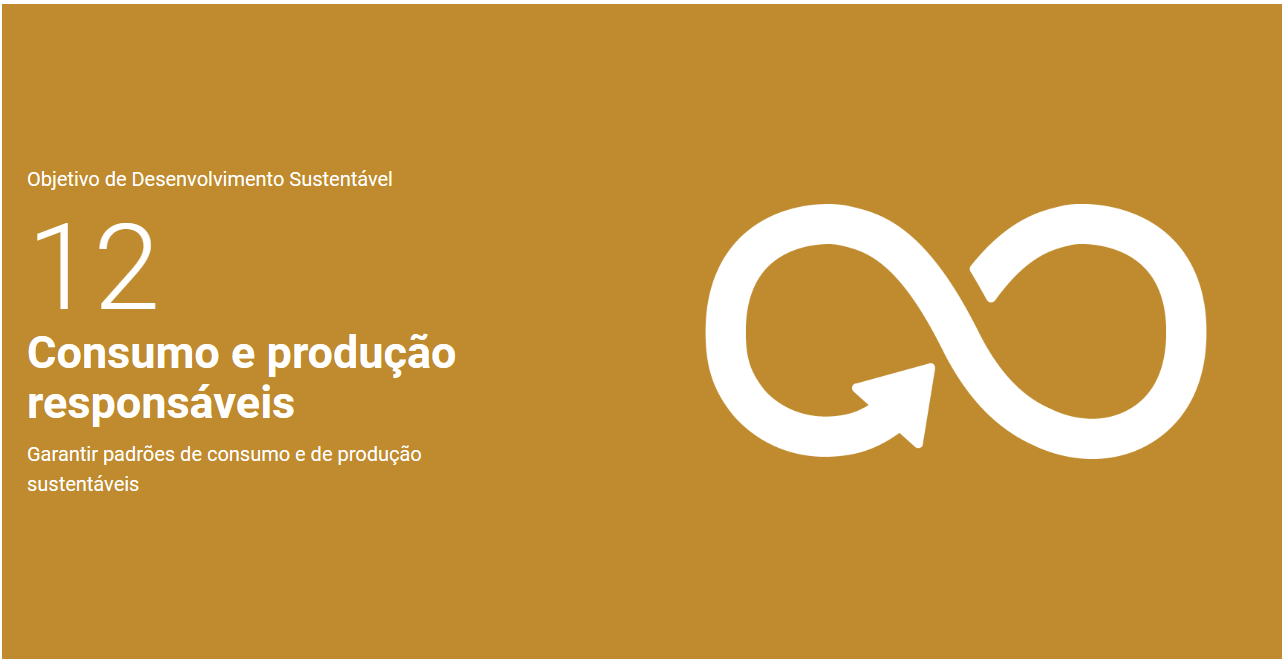 Objetivo de Desenvolvimento Sustentável
12
Consumo e produção
responsáveis
Garantir padrões de consumo e de produção
sustentáveis